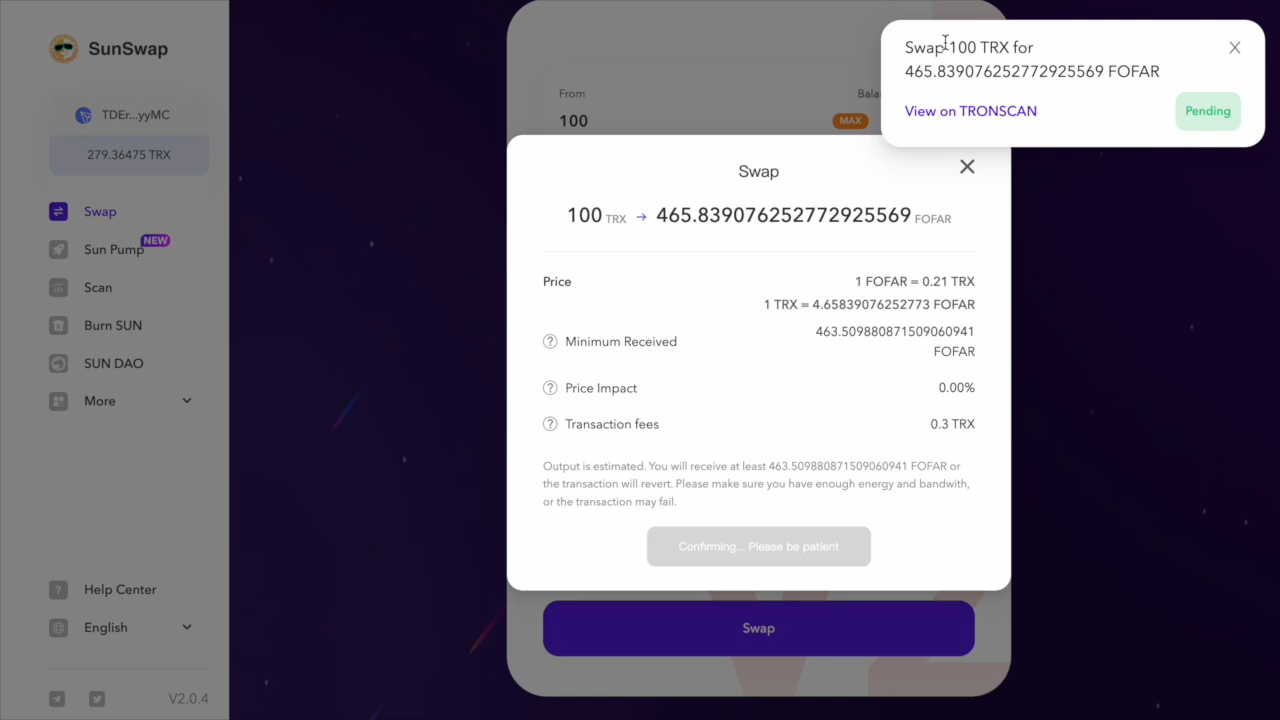 SunSwap
TDEr...yyMC
279.36475 TRX
Swap
Sun Pump NEW
Scan
Burn SUN
SUN DAO
More
Help Center
English
V2.0.4
From
100
MAX
Swap 100 TRX for
465.839076252772925569 FOFAR
View on TRONSCAN
Pending
Swap
100 TRX → 465.839076252772925569 FOFAR
Price
1 FOFAR = 0.21 TRX
1 TRX = 4.65839076252773 FOFAR
? Minimum Received
463.509880871509060941
FOFAR
? Price Impact
0.00%
? Transaction fees
0.3 TRX
Output is estimated. You will receive at least 463.509880871509060941 FOFAR or
the transaction will revert. Please make sure you have enough energy and bandwith,
or the transaction may fail.
Confirming... Please be patient
Swap